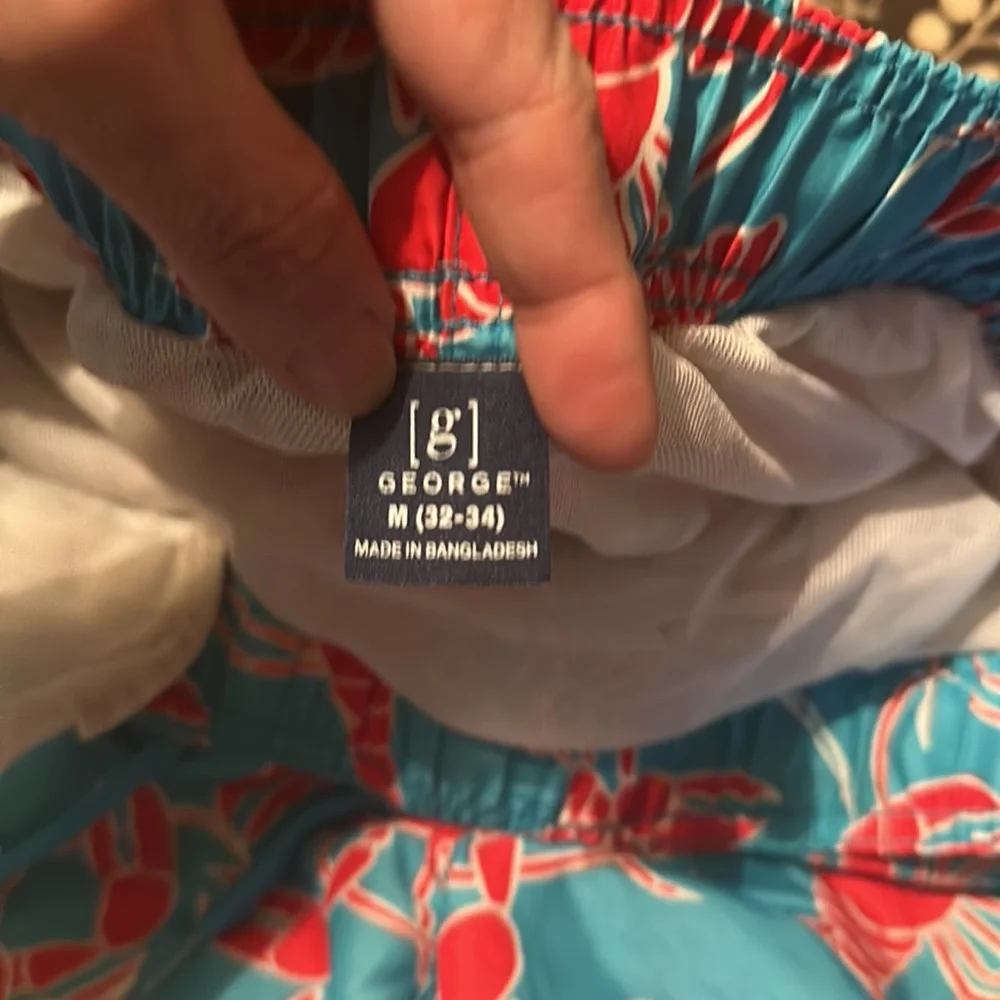 [g]
GEORGE™
M (32-34)
MADE IN BANGLADESH